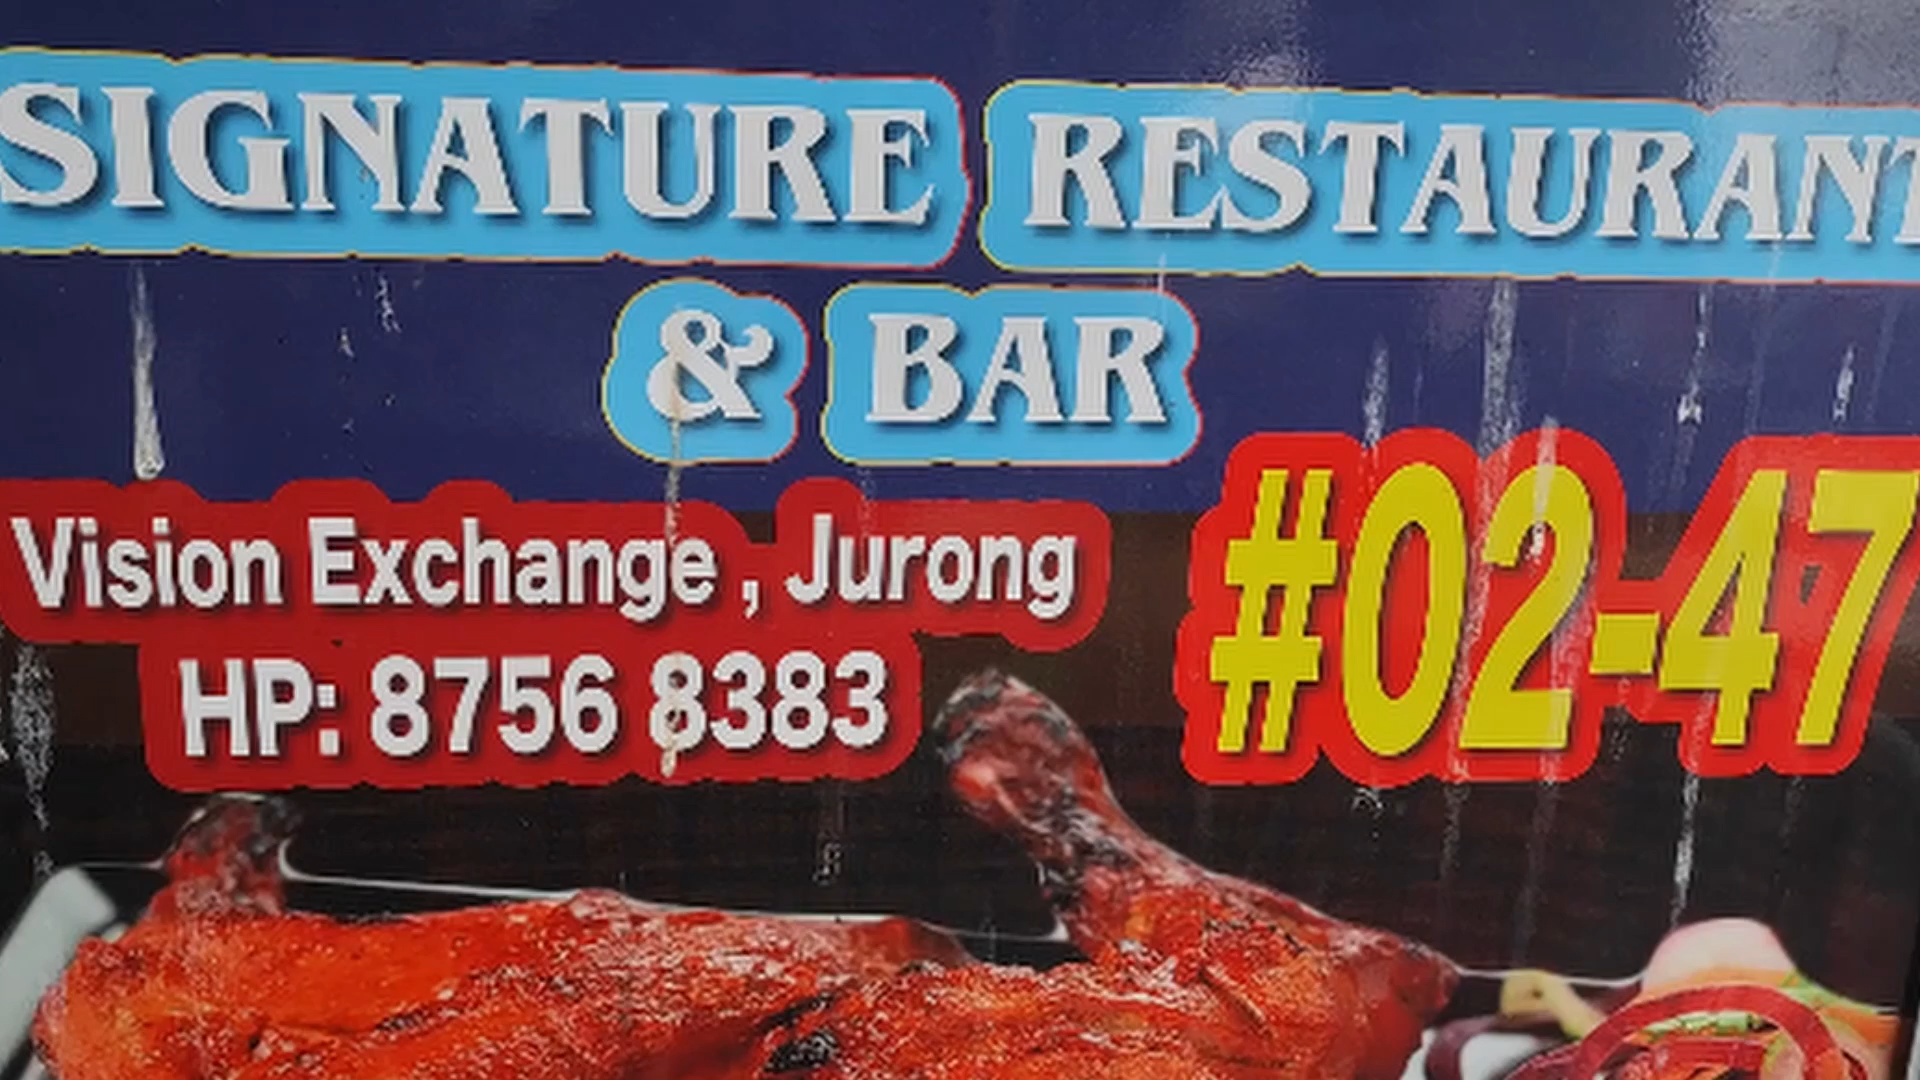 SIGNATURE RESTAURANT
& BAR
Vision Exchange , Jurong
HP: 8756 8383
#02-47